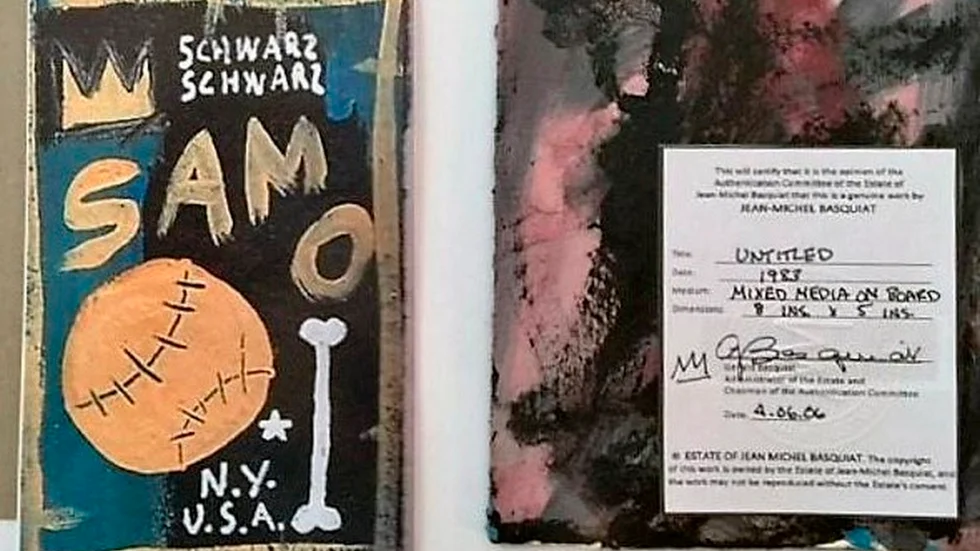 SCHWARZ
SCHWARZ
SAMO
N.Y.
U.S.A.
This will certify that it is the opinion of the
Authentication Committee of the Estate of
Jean-Michel Basquiat that this is a genuine work by
JEAN-MICHEL BASQUIAT
Title: UNTITLED
Date: 1983
Medium: MIXED MEDIA ON BOARD
Dimensions: 8 INS. X 5 INS.
G Basquiat
Gerard Basquiat
Administrator of the Estate and
Chairman of the Authentication Committee
Date: 4.06.06
© ESTATE OF JEAN MICHEL BASQUIAT. The copyright
of this work is owned by the Estate of Jean-Michel Basquiat, and
the work may not be reproduced without the Estate's consent.